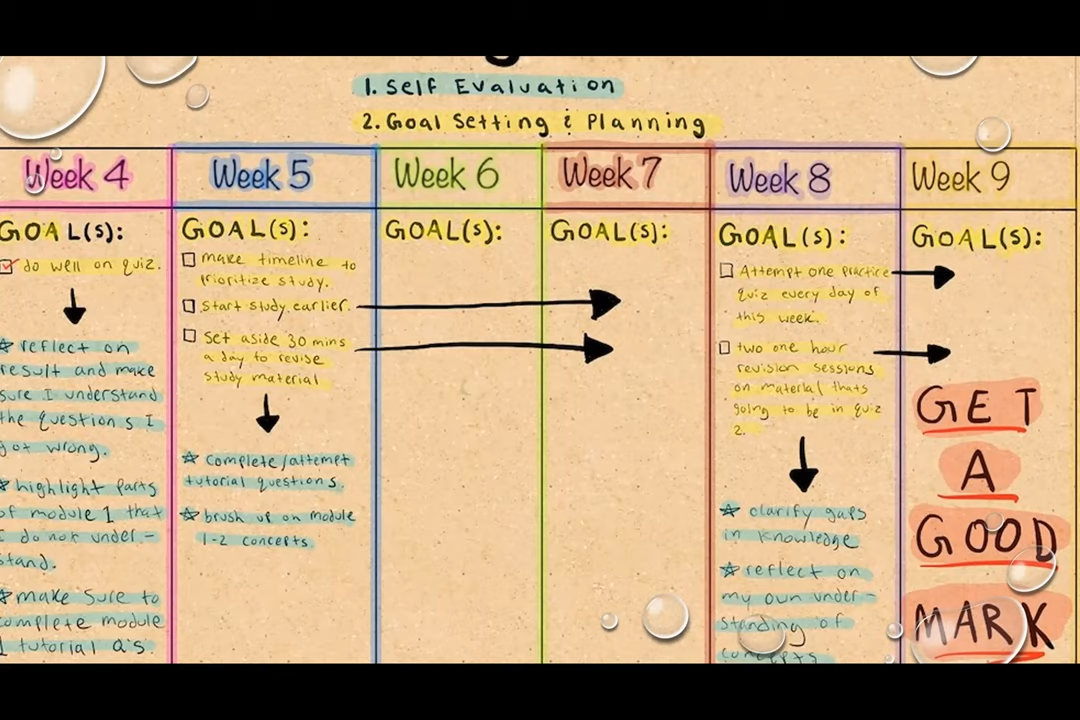 1. Self Evaluation
2. Goal Setting & Planning
Week 4
GOAL(S):
do well on quiz.
reflect on
result and make
sure I understand
the questions I
got wrong.
highlight parts
of module 1 that
I do not under-
stand.
make sure to
complete module
1 tutorial Q's.
Week 5
GOAL(S):
make timeline to
prioritize study.
start study earlier.
Set aside 30 mins
a day to revise
study material
complete/attempt
tutorial questions.
brush up on module
1-2 concepts.
Week 6
GOAL(S):
Week 7
GOAL(S):
Week 8
GOAL(S):
Attempt one practice
quiz every day of
this week.
two one hour
revision sessions
on material thats
going to be in quiz
2.
clarify gaps
in knowledge
reflect on
my own under-
standing of
concepts
Week 9
GOAL(S):
GET
A
GOOD
MARK